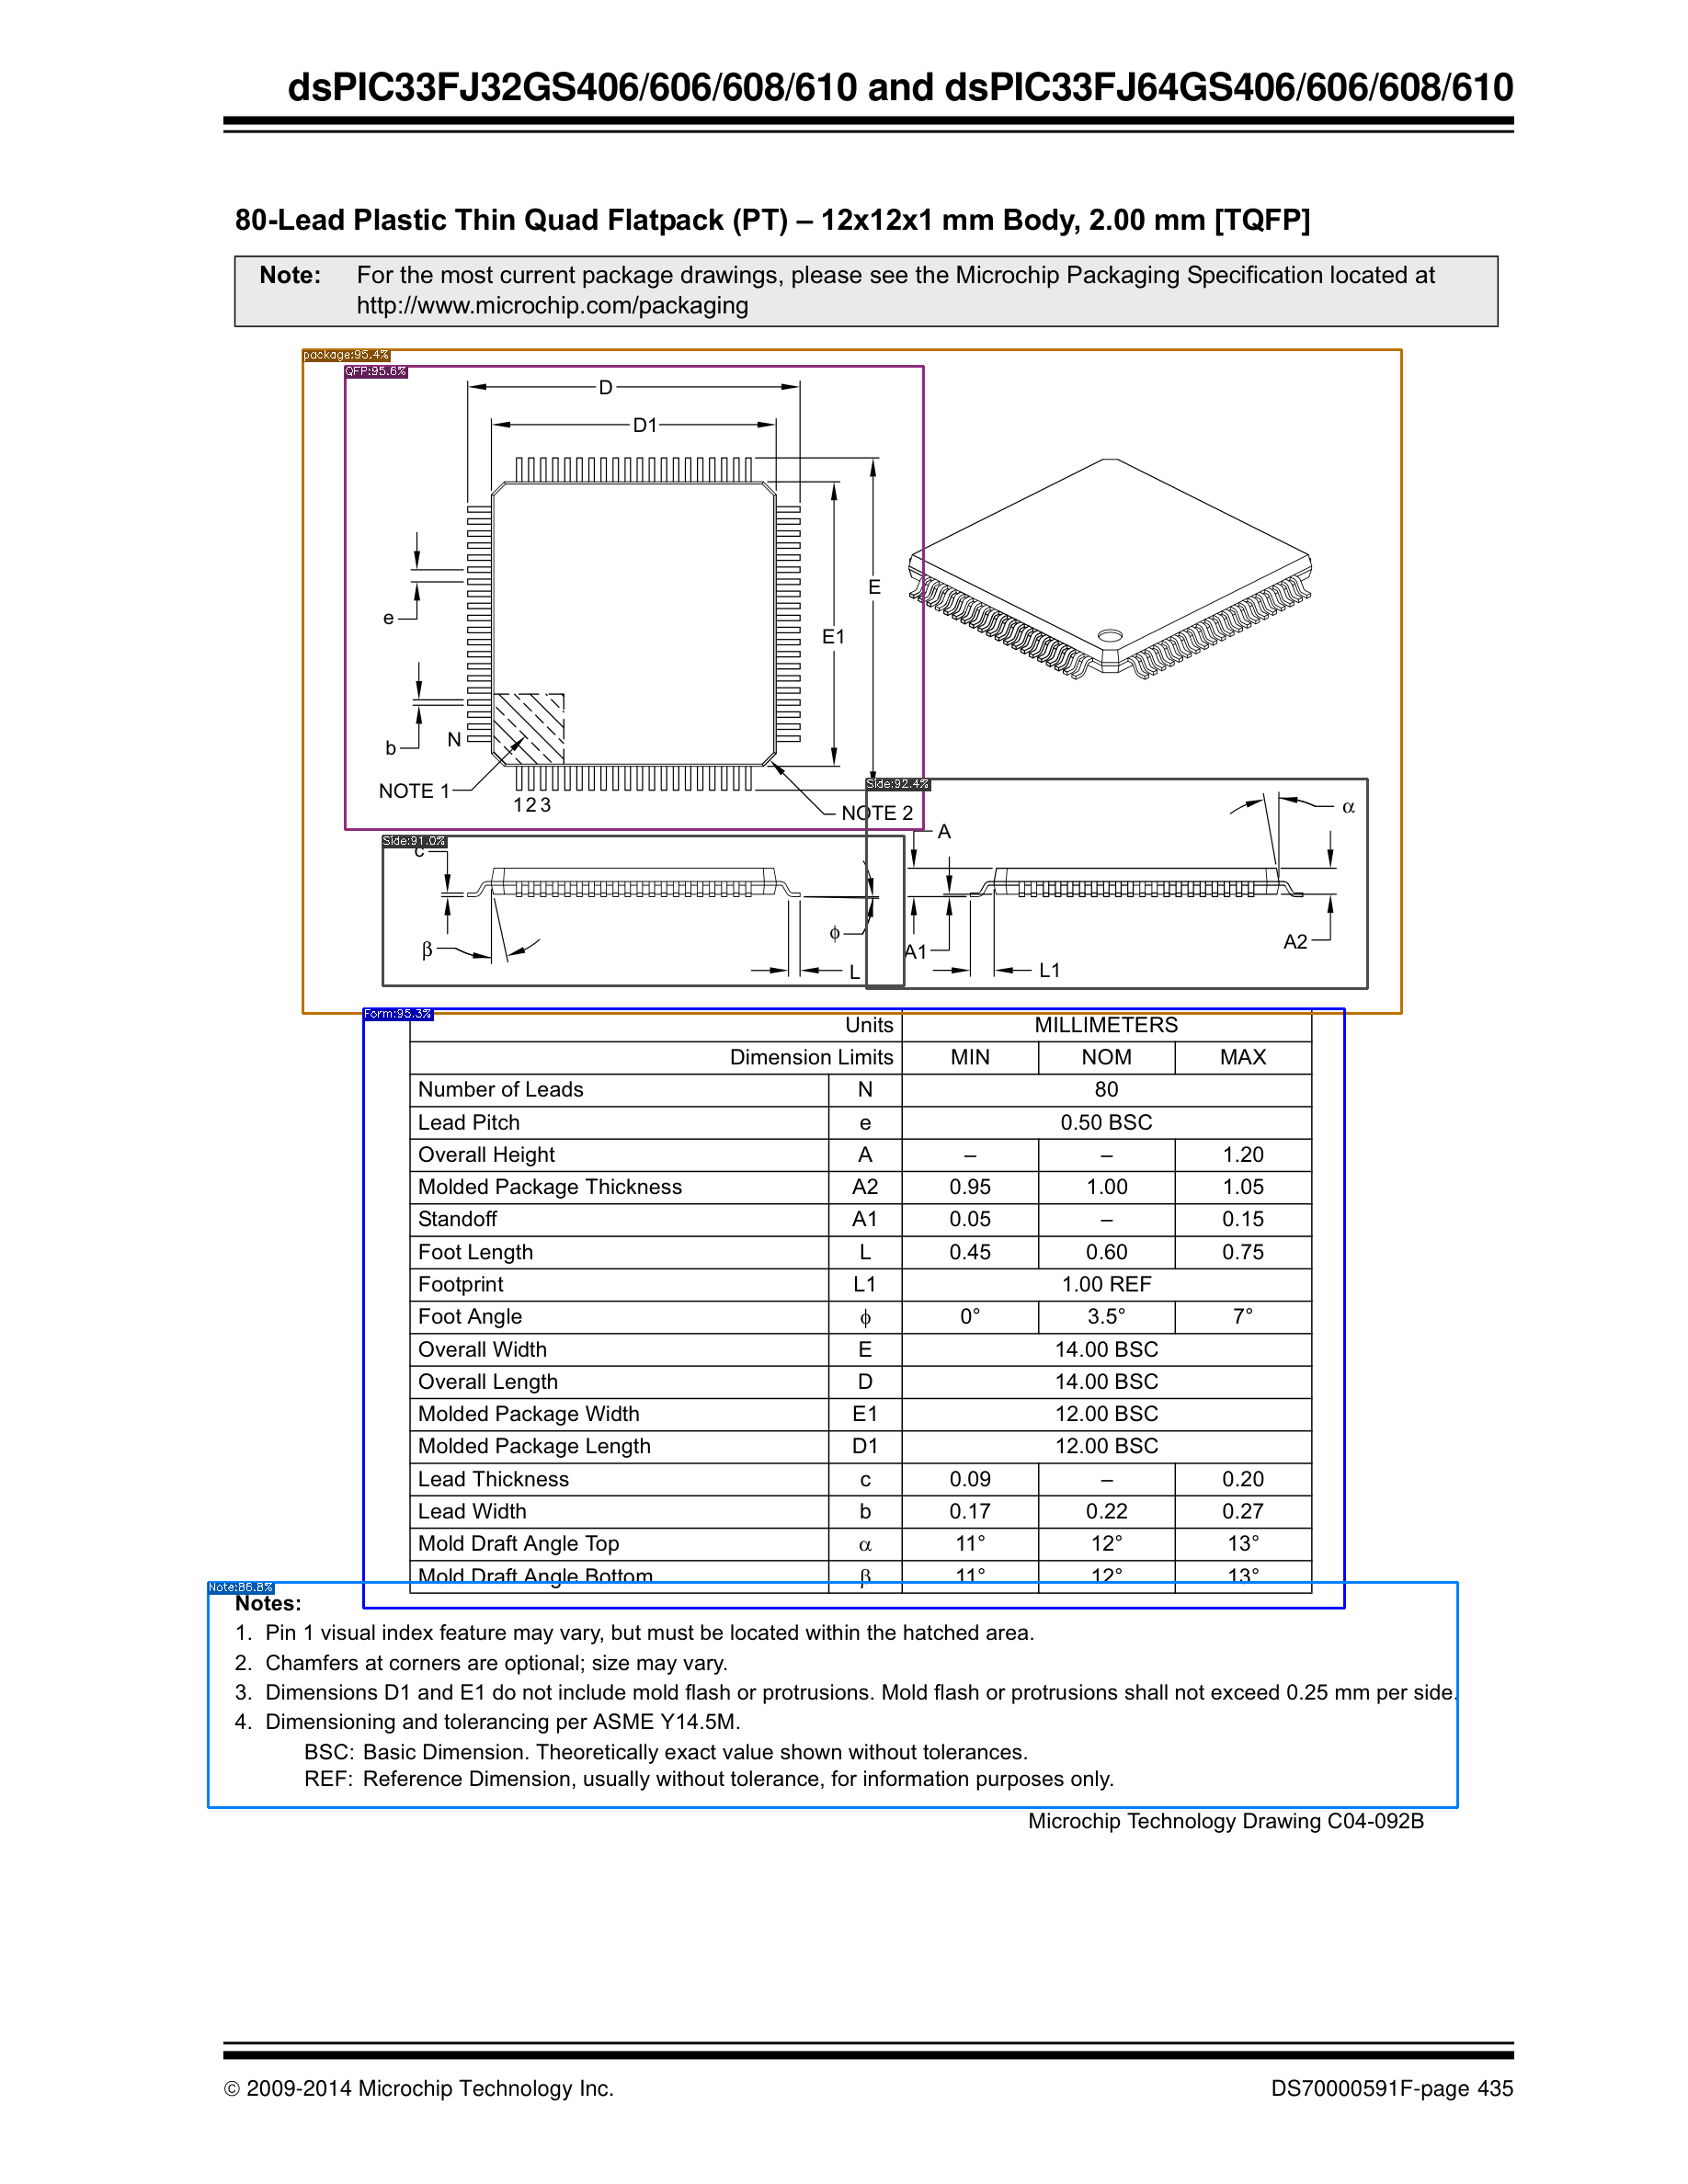 dsPIC33FJ32GS406/606/608/610 and dsPIC33FJ64GS406/606/608/610
80-Lead Plastic Thin Quad Flatpack (PT) – 12x12x1 mm Body, 2.00 mm [TQFP]
Note: For the most current package drawings, please see the Microchip Packaging Specification located at
http://www.microchip.com/packaging
package:95.4%
QFP:95.6%
D
D1
E
e
E1
b
N
NOTE 1
1 2 3
NOTE 2
Side:92.4%
α
A
Side:91.0%
c
β
φ
L
A1
L1
A2
Form:95.3%
Units MILLIMETERS
Dimension Limits MIN NOM MAX
Number of Leads N 80
Lead Pitch e 0.50 BSC
Overall Height A – – 1.20
Molded Package Thickness A2 0.95 1.00 1.05
Standoff A1 0.05 – 0.15
Foot Length L 0.45 0.60 0.75
Footprint L1 1.00 REF
Foot Angle φ 0° 3.5° 7°
Overall Width E 14.00 BSC
Overall Length D 14.00 BSC
Molded Package Width E1 12.00 BSC
Molded Package Length D1 12.00 BSC
Lead Thickness c 0.09 – 0.20
Lead Width b 0.17 0.22 0.27
Mold Draft Angle Top α 11° 12° 13°
Mold Draft Angle Bottom β 11° 12° 13°
Note:86.8%
Notes:
1. Pin 1 visual index feature may vary, but must be located within the hatched area.
2. Chamfers at corners are optional; size may vary.
3. Dimensions D1 and E1 do not include mold flash or protrusions. Mold flash or protrusions shall not exceed 0.25 mm per side.
4. Dimensioning and tolerancing per ASME Y14.5M.
BSC: Basic Dimension. Theoretically exact value shown without tolerances.
REF: Reference Dimension, usually without tolerance, for information purposes only.
Microchip Technology Drawing C04-092B
© 2009-2014 Microchip Technology Inc. DS70000591F-page 435